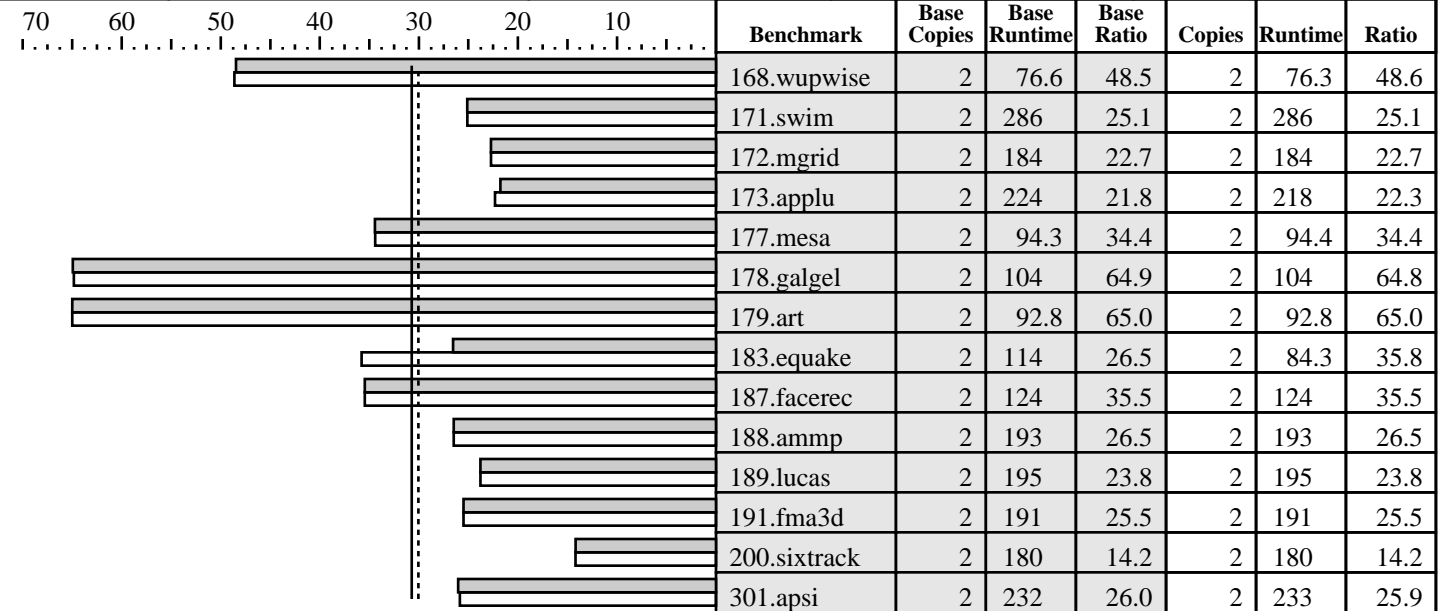 70 60 50 40 30 20 10
Benchmark Base Copies Base Runtime Base Ratio Copies Runtime Ratio
168.wupwise 2 76.6 48.5 2 76.3 48.6
171.swim 2 286 25.1 2 286 25.1
172.mgrid 2 184 22.7 2 184 22.7
173.applu 2 224 21.8 2 218 22.3
177.mesa 2 94.3 34.4 2 94.4 34.4
178.galgel 2 104 64.9 2 104 64.8
179.art 2 92.8 65.0 2 92.8 65.0
183.equake 2 114 26.5 2 84.3 35.8
187.facerec 2 124 35.5 2 124 35.5
188.ammp 2 193 26.5 2 193 26.5
189.lucas 2 195 23.8 2 195 23.8
191.fma3d 2 191 25.5 2 191 25.5
200.sixtrack 2 180 14.2 2 180 14.2
301.apsi 2 232 26.0 2 233 25.9